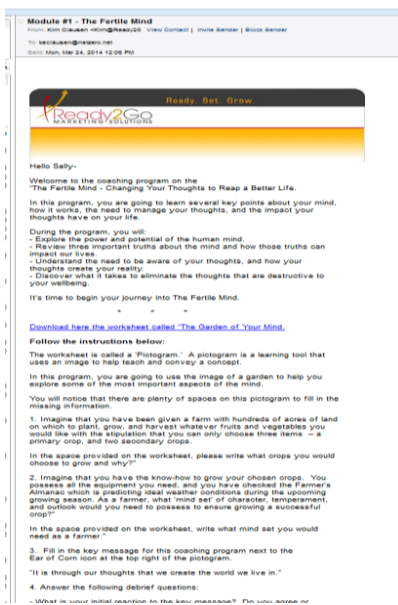 Module #1 - The Fertile Mind
From: Kim Clausen <Kim@Ready2G View Contact | Invite Sender | Block Sender
To: keclausen@netzero.net
Sent: Mon, Mar 24, 2014 12:06 PM
Ready. Set. Grow.
Ready2Go
MARKETING SOLUTIONS
Hello Sally-
Welcome to the coaching program on the
"The Fertile Mind - Changing Your Thoughts to Reap a Better Life.
In this program, you are going to learn several key points about your mind,
how it works, the need to manage your thoughts, and the impact your
thoughts have on your life.
During the program, you will:
- Explore the power and potential of the human mind.
- Review three important truths about the mind and how those truths can
impact our lives.
- Understand the need to be aware of your thoughts, and how your
thoughts create your reality.
- Discover what it takes to eliminate the thoughts that are destructive to
your wellbeing.
It's time to begin your journey into The Fertile Mind.
* * *
Download here the worksheet called "The Garden of Your Mind.
Follow the instructions below:
The worksheet is called a 'Pictogram.' A pictogram is a learning tool that
uses an image to help teach and convey a concept.
In this program, you are going to use the image of a garden to help you
explore some of the most important aspects of the mind.
You will notice that there are plenty of spaces on this pictogram to fill in the
missing information.
1. Imagine that you have been given a farm with hundreds of acres of land
on which to plant, grow, and harvest whatever fruits and vegetables you
would like with the stipulation that you can only choose three items – a
primary crop, and two secondary crops.
In the space provided on the worksheet, please write what crops you would
choose to grow and why?"
2. Imagine that you have the know-how to grow your chosen crops. You
possess all the equipment you need, and you have checked the Farmer's
Almanac which is predicting ideal weather conditions during the upcoming
growing season. As a farmer, what 'mind set' of character, temperament,
and outlook would you need to possess to ensure growing a successful
crop?"
In the space provided on the worksheet, write what mind set you would
need as a farmer."
3. Fill in the key message for this coaching program next to the
Ear of Corn icon at the top right of the pictogram.
"It is through our thoughts that we create the world we live in."
4. Answer the following debrief questions:
- What is your initial reaction to the key message? Do you agree or